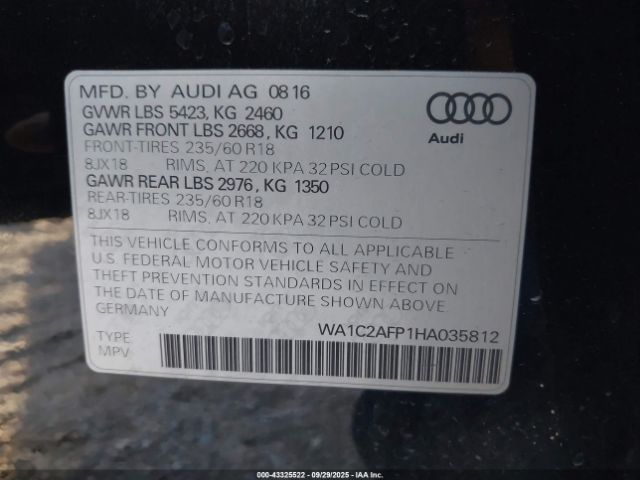 MFD. BY AUDI AG 0816
GVWR LBS 5423, KG 2460
GAWR FRONT LBS 2668, KG 1210
FRONT-TIRES 235/60 R18
8JX18 RIMS, AT 220 KPA 32 PSI COLD
GAWR REAR LBS 2976, KG 1350
REAR-TIRES 235/60 R18
8JX18 RIMS, AT 220 KPA 32 PSI COLD
Audi
THIS VEHICLE CONFORMS TO ALL APPLICABLE
U.S. FEDERAL MOTOR VEHICLE SAFETY AND
THEFT PREVENTION STANDARDS IN EFFECT ON
THE DATE OF MANUFACTURE SHOWN ABOVE.
GERMANY
WA1C2AFP1HA035812
TYPE:
MPV
000-43325522 - 09/29/2025 - IAA Inc.